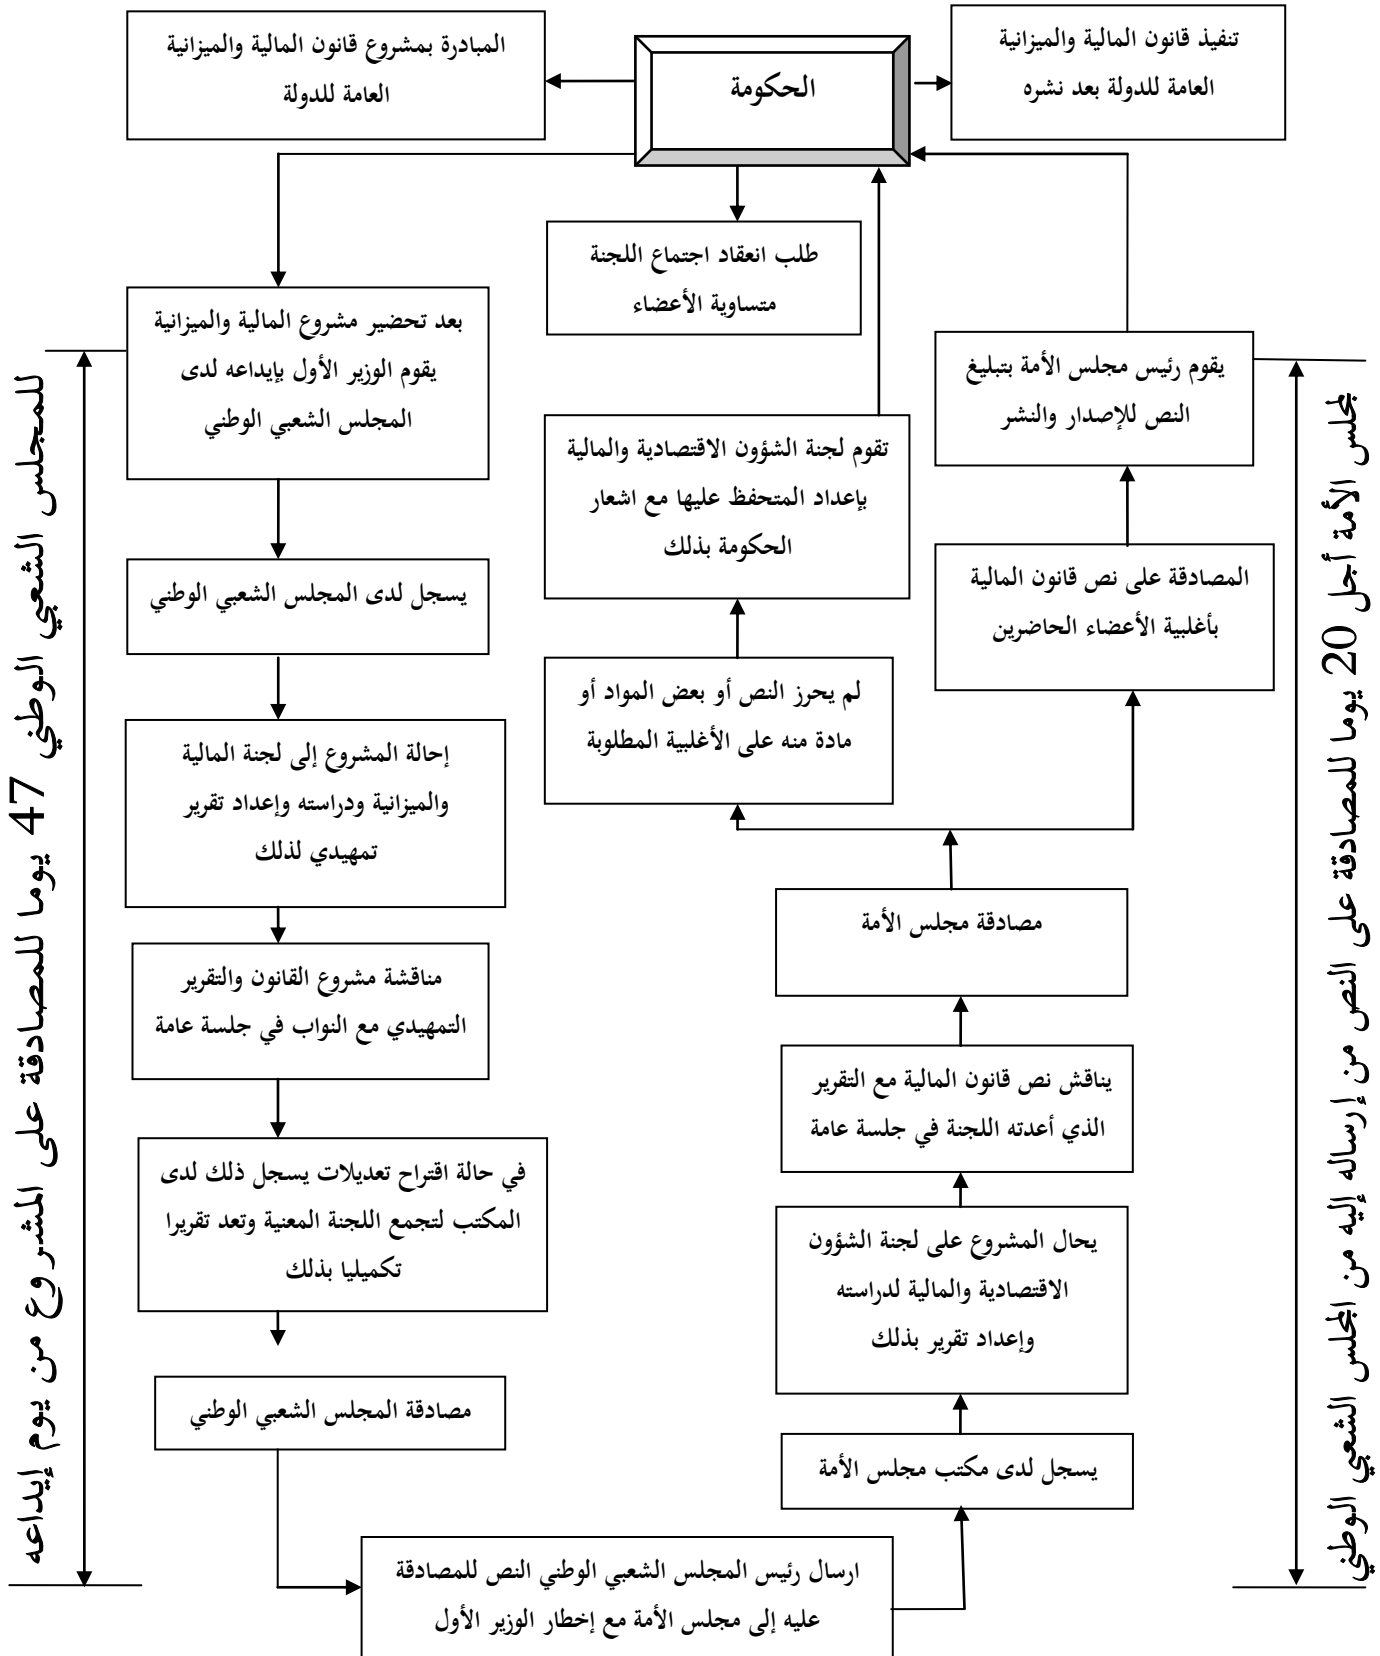 المبادرة بمشروع قانون المالية والميزانية
العامة للدولة
الحكومة
تنفيذ قانون المالية والميزانية
العامة للدولة بعد نشره
طلب انعقاد اجتماع اللجنة
متساوية الأعضاء
بعد تحضير مشروع المالية والميزانية
يقوم الوزير الأول بإيداعه لدى
المجلس الشعبي الوطني
يسجل لدى المجلس الشعبي الوطني
إحالة المشروع إلى لجنة المالية
والميزانية ودراسته وإعداد تقرير
تمهيدي لذلك
مناقشة مشروع القانون والتقرير
التمهيدي مع النواب في جلسة عامة
في حالة اقتراح تعديلات يسجل ذلك لدى
المكتب لتجمع اللجنة المعنية وتعد تقريرا
تكميليا بذلك
مصادقة المجلس الشعبي الوطني
ارسال رئيس المجلس الشعبي الوطني النص للمصادقة
عليه إلى مجلس الأمة مع إخطار الوزير الأول
يسجل لدى مكتب مجلس الأمة
يحال المشروع على لجنة الشؤون
الاقتصادية والمالية لدراسته
وإعداد تقرير بذلك
يناقش نص قانون المالية مع التقرير
الذي أعدته اللجنة في جلسة عامة
مصادقة مجلس الأمة
لم يحرز النص أو بعض المواد أو
مادة منه على الأغلبية المطلوبة
تقوم لجنة الشؤون الاقتصادية والمالية
بإعداد المتحفظ عليها مع اشعار
الحكومة بذلك
المصادقة على نص قانون المالية
بأغلبية الأعضاء الحاضرين
يقوم رئيس مجلس الأمة بتبليغ
النص للإصدار والنشر
للمجلس الشعبي الوطني 47 يوما للمصادقة على المشروع من يوم إيداعه
لمجلس الأمة أجل 20 يوما للمصادقة على النص من إرساله إليه من المجلس الشعبي الوطني